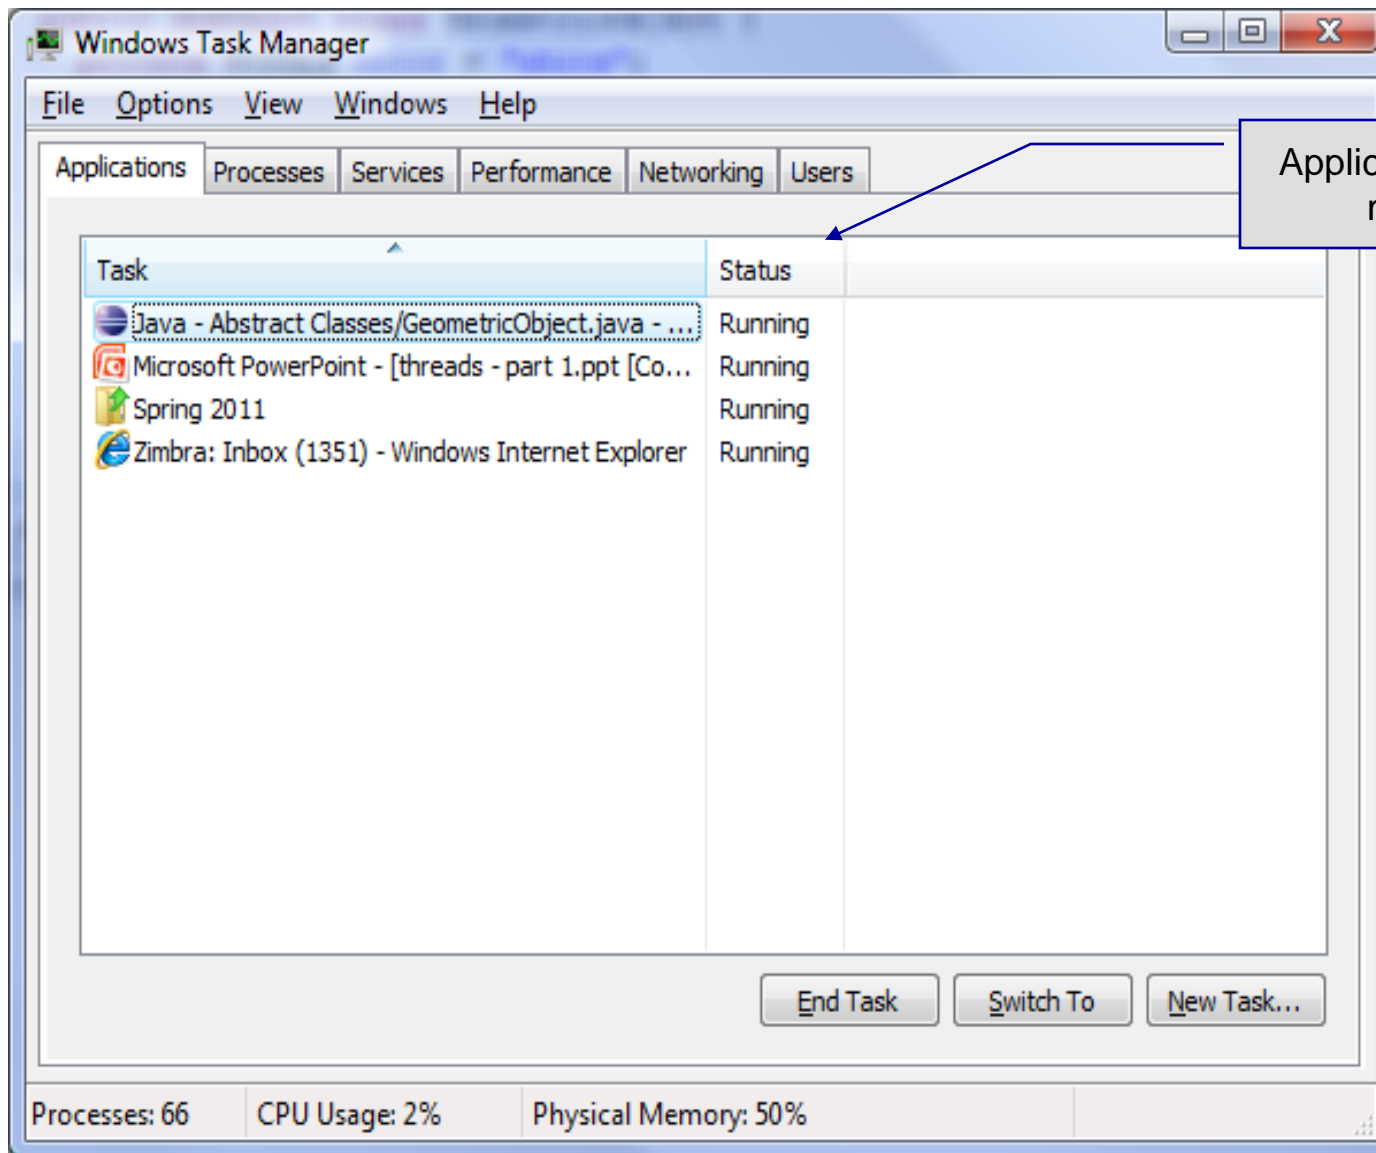 Windows Task Manager
File Options View Windows Help
Applications Processes Services Performance Networking Users
Task Status
Java - Abstract Classes/GeometricObject.java - ... Running
Microsoft PowerPoint - [threads - part 1.ppt [Co... Running
Spring 2011 Running
Zimbra: Inbox (1351) - Windows Internet Explorer Running
End Task Switch To New Task...
Processes: 66 CPU Usage: 2% Physical Memory: 50%